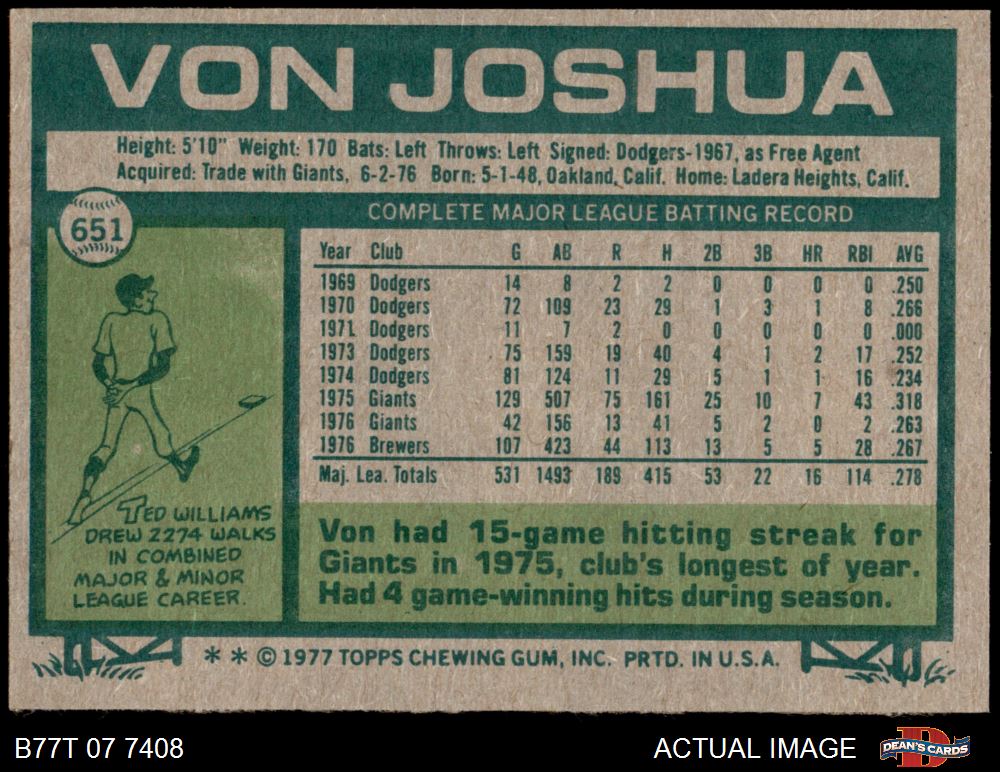 VON JOSHUA
Height: 5'10" Weight: 170 Bats: Left Throws: Left Signed: Dodgers-1967, as Free Agent
Acquired: Trade with Giants, 6-2-76 Born: 5-1-48, Oakland, Calif. Home: Ladera Heights, Calif.
651
COMPLETE MAJOR LEAGUE BATTING RECORD
Year Club G AB R H 2B 3B HR RBI AVG
1969 Dodgers 14 8 2 2 0 0 0 0 .250
1970 Dodgers 72 109 23 29 1 3 1 8 .266
1971 Dodgers 11 7 2 0 0 0 0 0 .000
1973 Dodgers 75 159 19 40 4 1 2 17 .252
1974 Dodgers 81 124 11 29 5 1 1 16 .234
1975 Giants 129 507 75 161 25 10 7 43 .318
1976 Giants 42 156 13 41 5 2 0 2 .263
1976 Brewers 107 423 44 113 13 5 5 28 .267
Maj. Lea. Totals 531 1493 189 415 53 22 16 114 .278
TED WILLIAMS
DREW 2274 WALKS
IN COMBINED
MAJOR & MINOR
LEAGUE CAREER.
Von had 15-game hitting streak for
Giants in 1975, club's longest of year.
Had 4 game-winning hits during season.
* * © 1977 TOPPS CHEWING GUM, INC. PRTD. IN U.S.A.
B77T 07 7408
ACTUAL IMAGE
D
DEAN'S CARDS